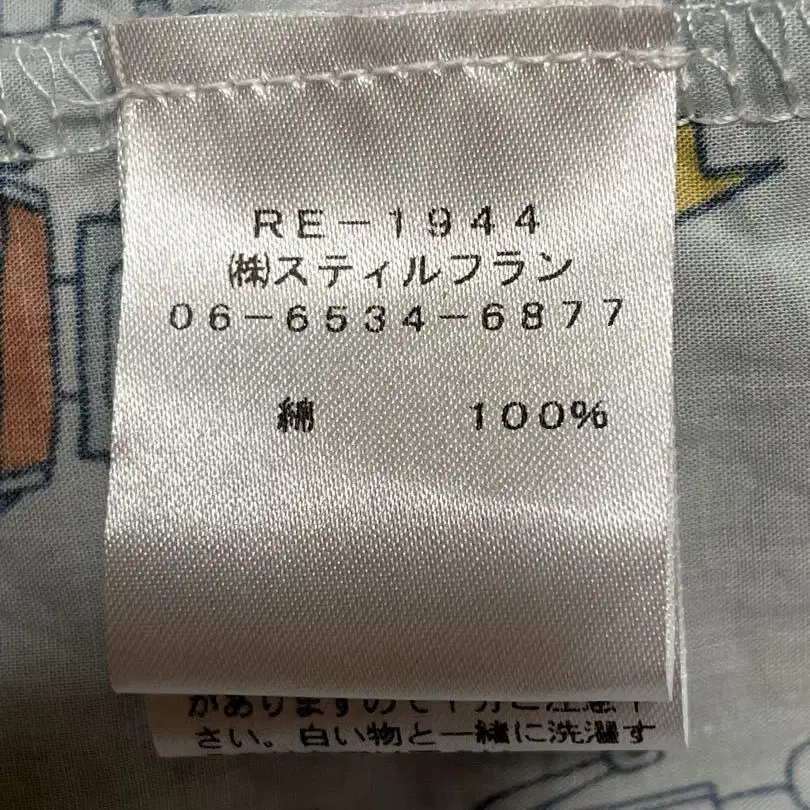 RE－1944
㈱スティルフラン
06－6534－6877
綿 100%
がありますので十分ご注意下
さい。白い物と一緒に洗濯す